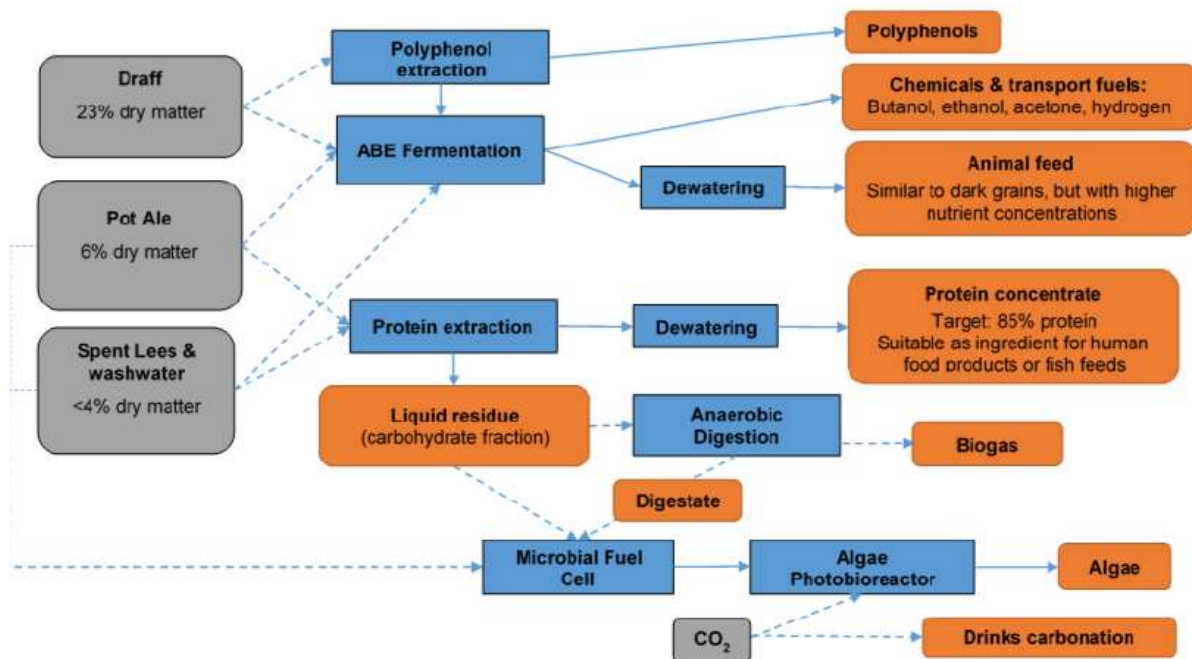 Polyphenols
Polyphenol
extraction
Draff
23% dry matter
Chemicals & transport fuels:
Butanol, ethanol, acetone, hydrogen
ABE Fermentation
Animal feed
Similar to dark grains, but with higher
nutrient concentrations
Dewatering
Pot Ale
6% dry matter
Protein concentrate
Target: 85% protein
Suitable as ingredient for human
food products or fish feeds
Protein extraction
Dewatering
Spent Lees &
washwater
<4% dry matter
Liquid residue
(carbohydrate fraction)
Anaerobic
Digestion
Biogas
Digestate
Microbial Fuel
Cell
Algae
Photobioreactor
Algae
CO₂
Drinks carbonation